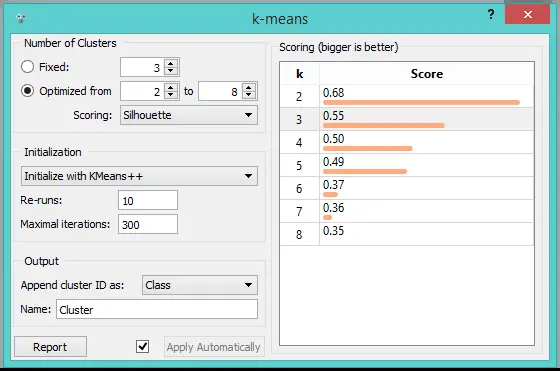 k-means
?
×
Number of Clusters
Fixed: 3
Optimized from 2 to 8
Scoring: Silhouette
Initialization
Initialize with KMeans++
Re-runs: 10
Maximal iterations: 300
Output
Append cluster ID as: Class
Name: Cluster
Report
Apply Automatically
Scoring (bigger is better)
k Score
2 0.68
3 0.55
4 0.50
5 0.49
6 0.37
7 0.36
8 0.35